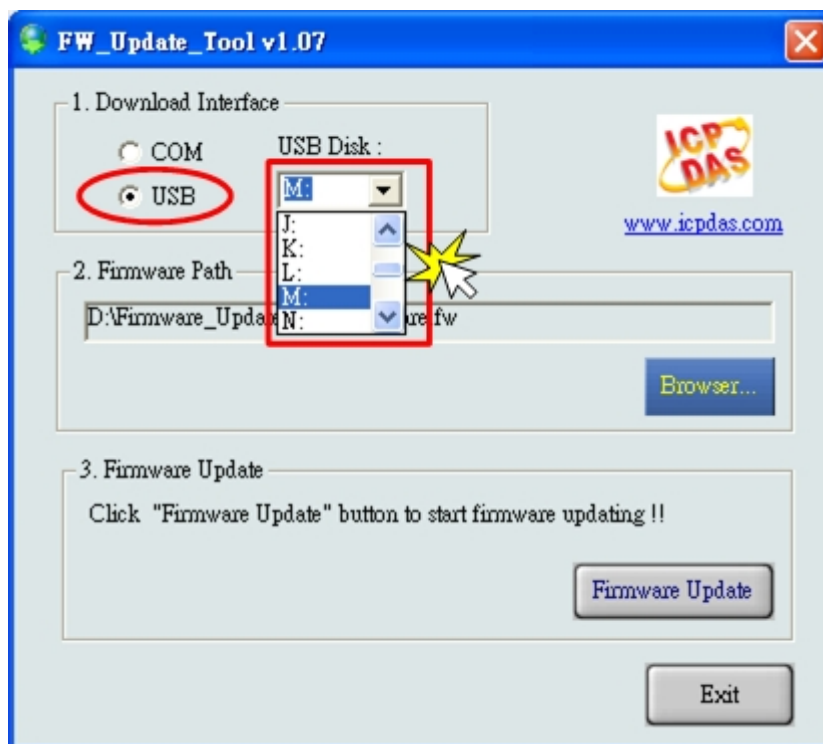 FW_Update_Tool v1.07
1. Download Interface
COM
USB
USB Disk :
M:
J:
K:
L:
M:
N:
ICP
DAS
www.icpdas.com
2. Firmware Path
D:\Firmware_Upda are.fw
Browser...
3. Firmware Update
Click "Firmware Update" button to start firmware updating !!
Firmware Update
Exit